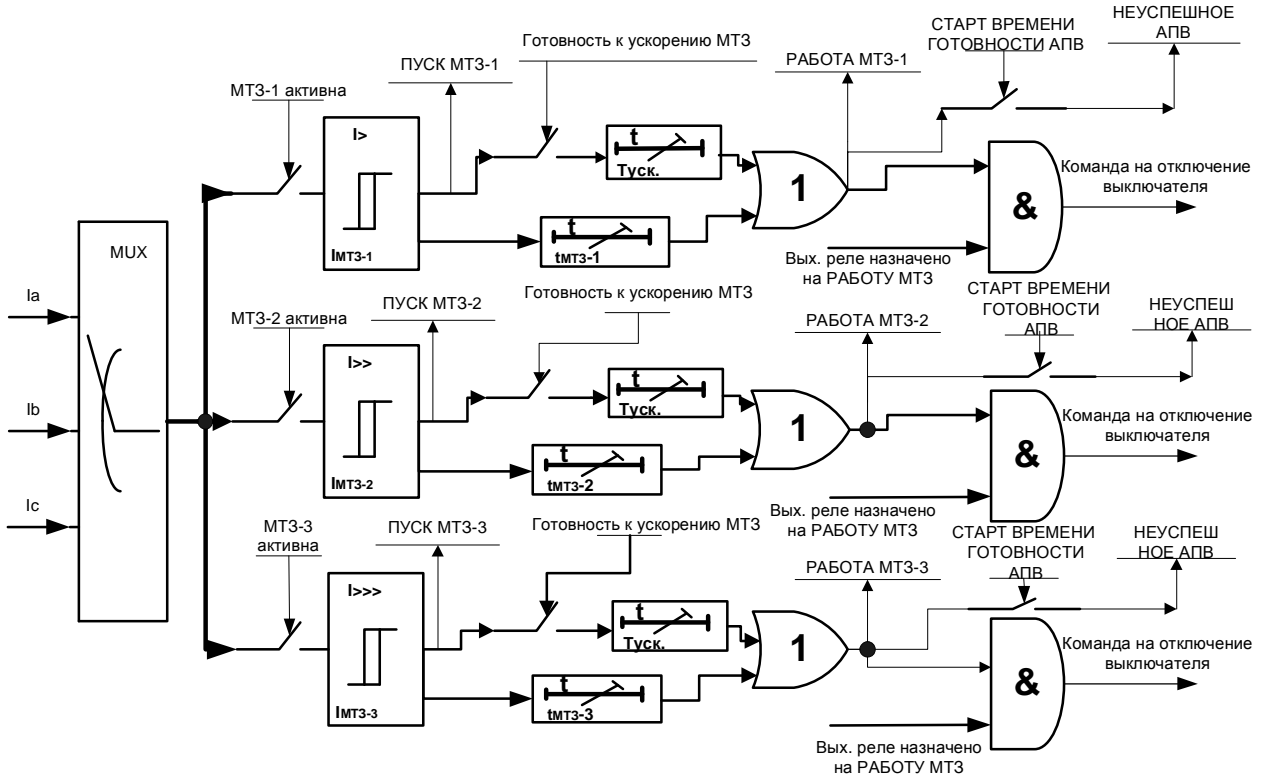 СТАРТ ВРЕМЕНИ
ГОТОВНОСТИ АПВ
НЕУСПЕШНОЕ
АПВ
Готовность к ускорению МТЗ
ПУСК МТЗ-1
РАБОТА МТЗ-1
МТЗ-1 активна
I>
t
Туск.
1
&
Команда на отключение
выключателя
IМТЗ-1
t
tМТЗ-1
Вых. реле назначено
на РАБОТУ МТЗ
MUX
Ia
Ib
Ic
Готовность к ускорению МТЗ
ПУСК МТЗ-2
МТЗ-2 активна
РАБОТА МТЗ-2
СТАРТ ВРЕМЕНИ
ГОТОВНОСТИ
АПВ
НЕУСПЕШ
НОЕ АПВ
I>>
t
Туск.
1
&
Команда на отключение
выключателя
IМТЗ-2
t
tМТЗ-2
Вых. реле назначено
на РАБОТУ МТЗ
МТЗ-3
активна
ПУСК МТЗ-3
Готовность к ускорению МТЗ
РАБОТА МТЗ-3
СТАРТ ВРЕМЕНИ
ГОТОВНОСТИ
АПВ
НЕУСПЕШ
НОЕ АПВ
I>>>
t
Туск.
1
&
Команда на отключение
выключателя
IМТЗ-3
t
tМТЗ-3
Вых. реле назначено
на РАБОТУ МТЗ